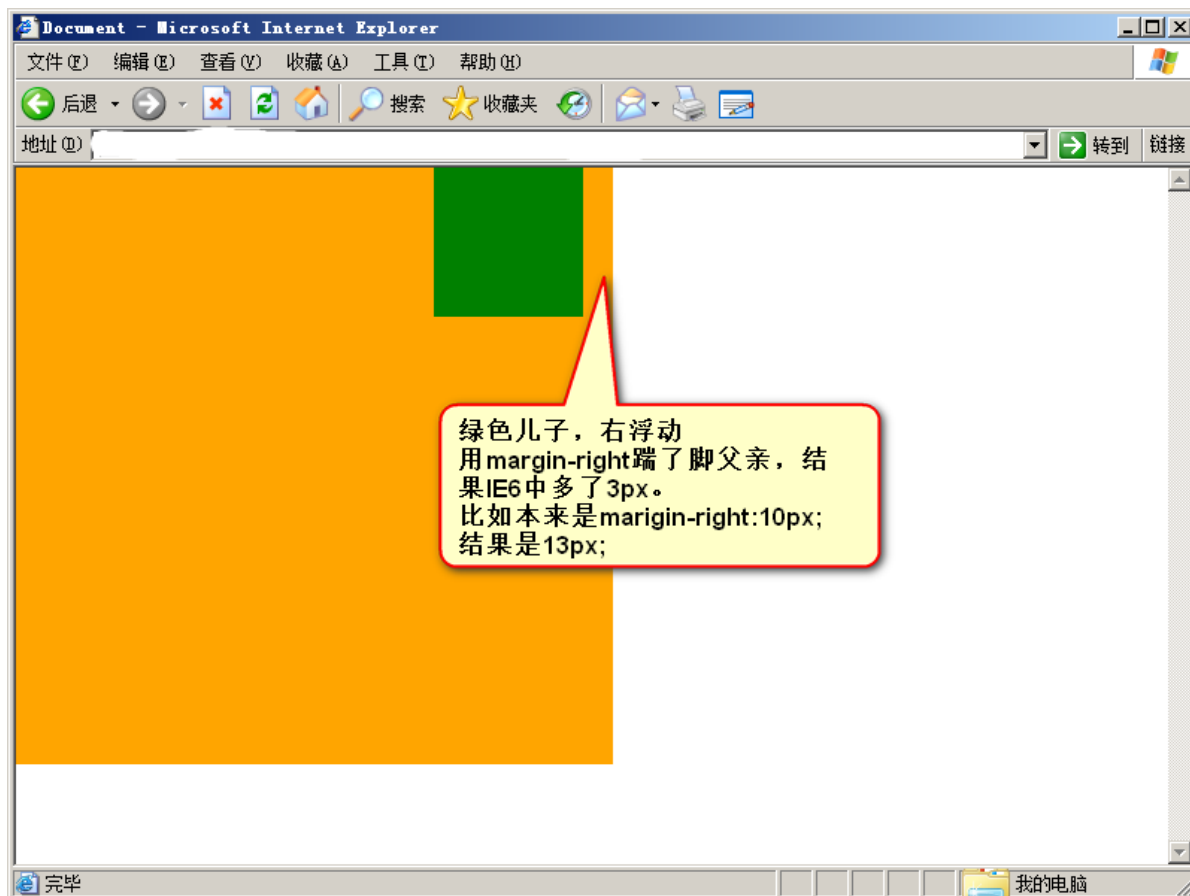 Document - Microsoft Internet Explorer
文件(F) 编辑(E) 查看(V) 收藏(A) 工具(T) 帮助(H)
后退 搜索 收藏夹
地址(D) 转到 链接
绿色儿子，右浮动
用margin-right踹了脚父亲，结
果IE6中多了3px。
比如本来是marigin-right:10px;
结果是13px;
完毕 我的电脑